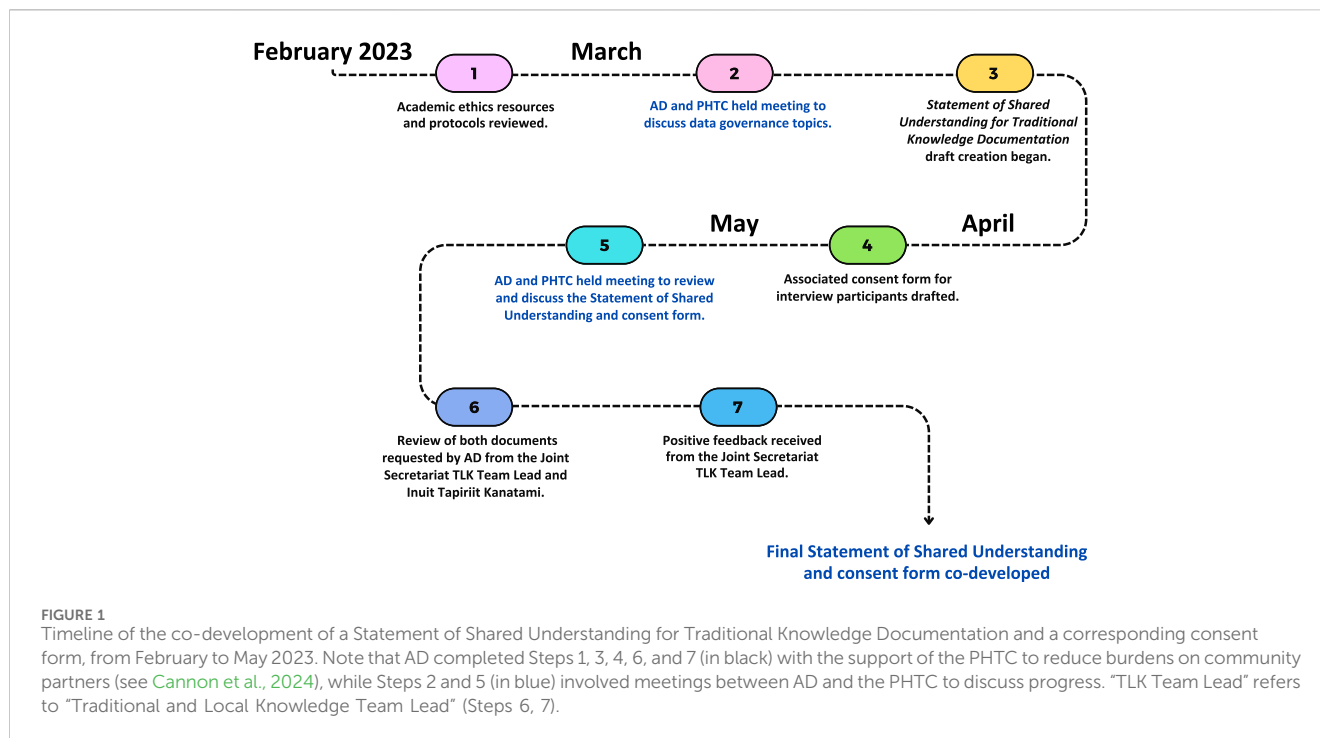 February 2023
March
1
2
3
Academic ethics resources
and protocols reviewed.
AD and PHTC held meeting to
discuss data governance topics.
Statement of Shared
Understanding for Traditional
Knowledge Documentation
draft creation began.
May
April
5
4
AD and PHTC held meeting to review
and discuss the Statement of Shared
Understanding and consent form.
Associated consent form for
interview participants drafted.
6
7
Review of both documents
requested by AD from the Joint
Secretariat TLK Team Lead and
Inuit Tapiriit Kanatami.
Positive feedback received
from the Joint Secretariat
TLK Team Lead.
Final Statement of Shared Understanding
and consent form co-developed
FIGURE 1
Timeline of the co-development of a Statement of Shared Understanding for Traditional Knowledge Documentation and a corresponding consent
form, from February to May 2023. Note that AD completed Steps 1, 3, 4, 6, and 7 (in black) with the support of the PHTC to reduce burdens on community
partners (see Cannon et al., 2024), while Steps 2 and 5 (in blue) involved meetings between AD and the PHTC to discuss progress. “TLK Team Lead” refers
to “Traditional and Local Knowledge Team Lead” (Steps 6, 7).